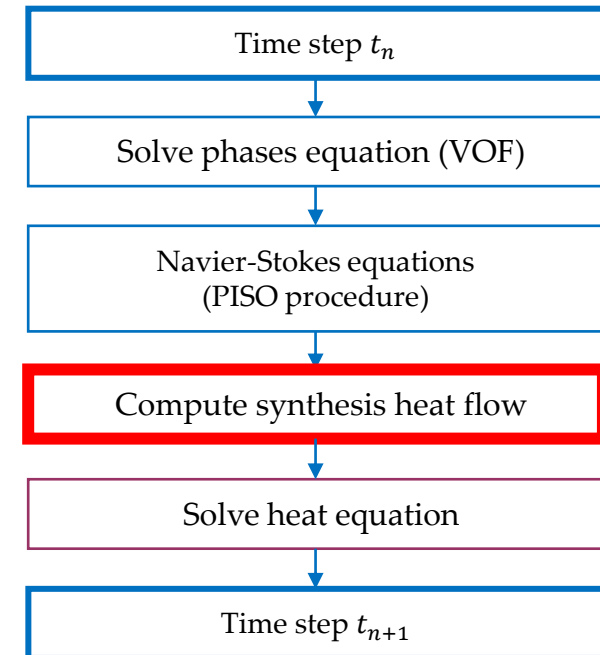 Time step tₙ
Solve phases equation (VOF)
Navier-Stokes equations
(PISO procedure)
Compute synthesis heat flow
Solve heat equation
Time step tₙ₊₁